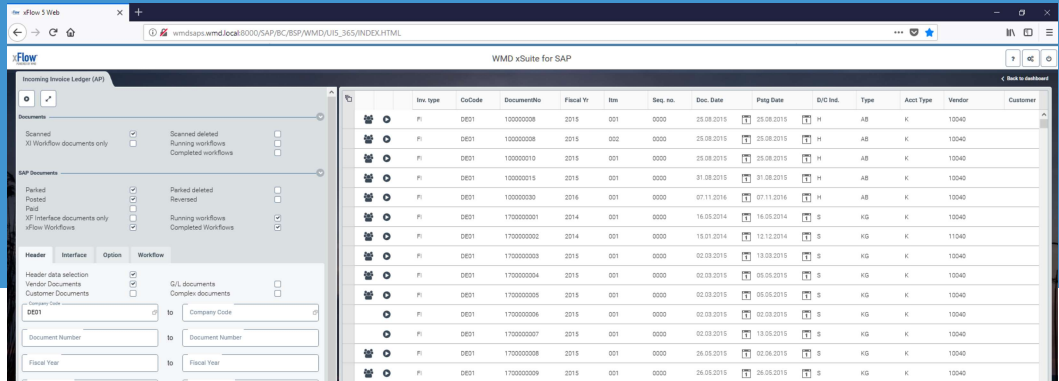 xFlow 5 Web
wmdsaps.wmd.local:8000/SAP/BC/BSP/WMD/UI5_365/INDEX.HTML
xFlow
WMD xSuite for SAP
Incoming Invoice Ledger (AP)
Back to dashboard
Documents
Scanned Scanned deleted
XI Workflow documents only Running workflows
Completed workflows
SAP Documents
Parked Parked deleted
Posted Reversed
Paid
XF Interface documents only Running workflows
xFlow Workflows Completed Workflows
Header Interface Option Workflow
Header data selection
Vendor Documents G/L documents
Customer Documents Complex documents
Company Code
DE01 to Company Code
Document Number to Document Number
Fiscal Year to Fiscal Year
Inv. type CoCode DocumentNo Fiscal Yr Itm Seq. no. Doc. Date Pstg Date D/C Ind. Type Acct Type Vendor Customer
FI DE01 100000008 2015 001 0000 25.08.2015 25.08.2015 H AB K 10040
FI DE01 100000008 2015 002 0000 25.08.2015 25.08.2015 H AB K 10040
FI DE01 100000010 2015 001 0000 25.08.2015 25.08.2015 H AB K 10040
FI DE01 100000015 2015 001 0000 31.08.2015 31.08.2015 H AB K 10040
FI DE01 100000030 2016 001 0000 07.11.2016 07.11.2016 H AB K 10040
FI DE01 1700000001 2014 001 0000 16.05.2014 16.05.2014 S KG K 10040
FI DE01 1700000002 2014 001 0000 15.01.2014 12.12.2014 S KG K 11040
FI DE01 1700000003 2015 001 0000 02.03.2015 13.03.2015 S KG K 10040
FI DE01 1700000004 2015 001 0000 02.03.2015 05.05.2015 S KG K 10040
FI DE01 1700000005 2015 001 0000 02.03.2015 05.05.2015 S KG K 10040
FI DE01 1700000006 2015 001 0000 02.03.2015 02.03.2015 S KG K 10040
FI DE01 1700000007 2015 001 0000 02.03.2015 13.05.2015 S KG K 10040
FI DE01 1700000008 2015 001 0000 26.05.2015 02.06.2015 S KG K 10040
FI DE01 1700000009 2015 001 0000 26.05.2015 26.05.2015 S KG K 10040